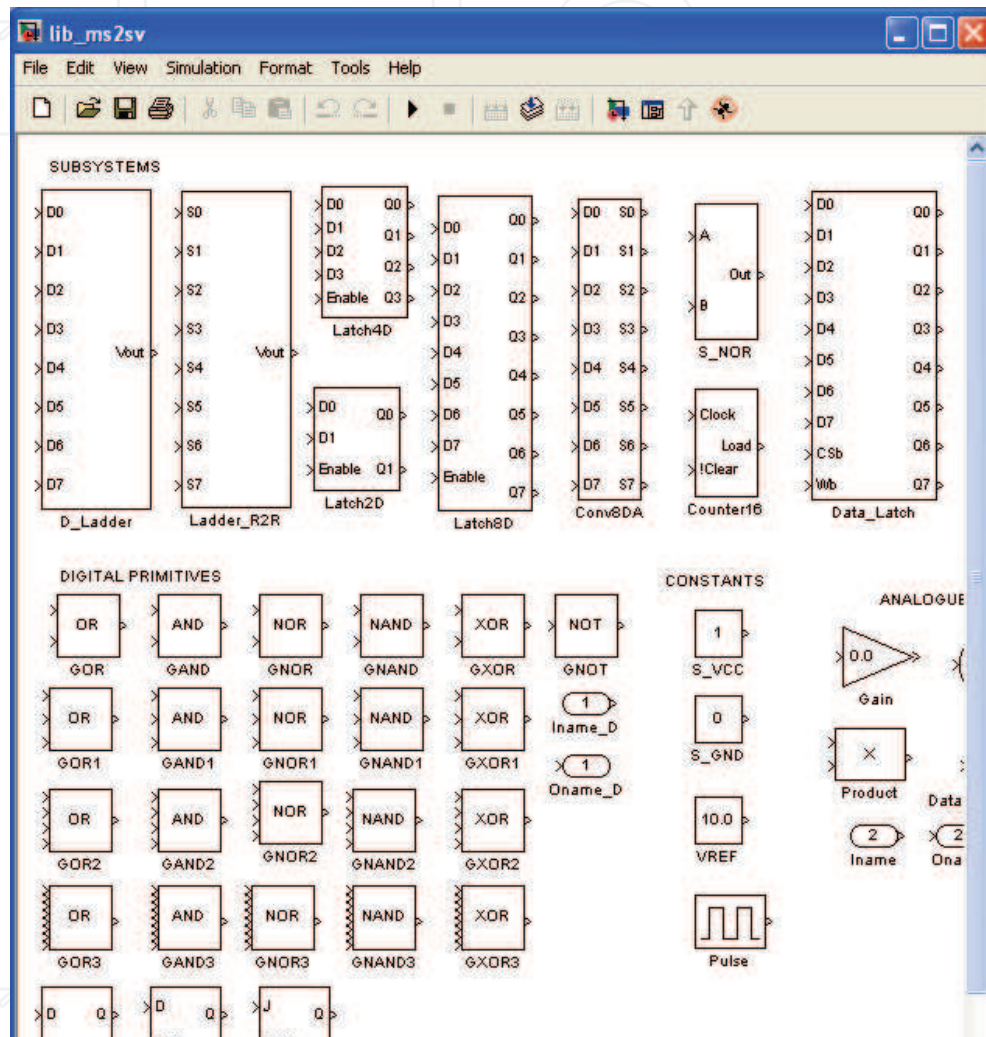 lib_ms2sv
File Edit View Simulation Format Tools Help
SUBSYSTEMS
D0
D1
D2
D3
D4
D5
D6
D7
Vout
D_Ladder
S0
S1
S2
S3
S4
S5
S6
S7
Vout
Ladder_R2R
D0 Q0
D1 Q1
D2 Q2
D3
Enable Q3
Latch4D
D0 Q0
D1
Enable Q1
Latch2D
D0 Q0
D1 Q1
D2 Q2
D3 Q3
D4 Q4
D5 Q5
D6 Q6
D7
Enable Q7
Latch8D
D0 S0
D1 S1
D2 S2
D3 S3
D4 S4
D5 S5
D6 S6
D7 S7
Conv8DA
A
Out
B
S_NOR
Clock
Load
!Clear
Counter16
D0 Q0
D1 Q1
D2 Q2
D3 Q3
D4 Q4
D5 Q5
D6 Q6
D7 Q7
CSb
Wb
Data_Latch
DIGITAL PRIMITIVES
OR AND NOR NAND XOR NOT
GOR GAND GNOR GNAND GXOR GNOT
OR AND NOR NAND XOR
GOR1 GAND1 GNOR1 GNAND1 GXOR1
1
Iname_D
1
Oname_D
OR AND NOR NAND XOR
GOR2 GAND2 GNOR2 GNAND2 GXOR2
OR AND NOR NAND XOR
GOR3 GAND3 GNOR3 GNAND3 GXOR3
D Q D Q J Q
CONSTANTS
1
S_VCC
0
S_GND
10.0
VREF
Pulse
ANALOGUE
0.0
Gain
X
Product
Data
2 2
Iname Ona